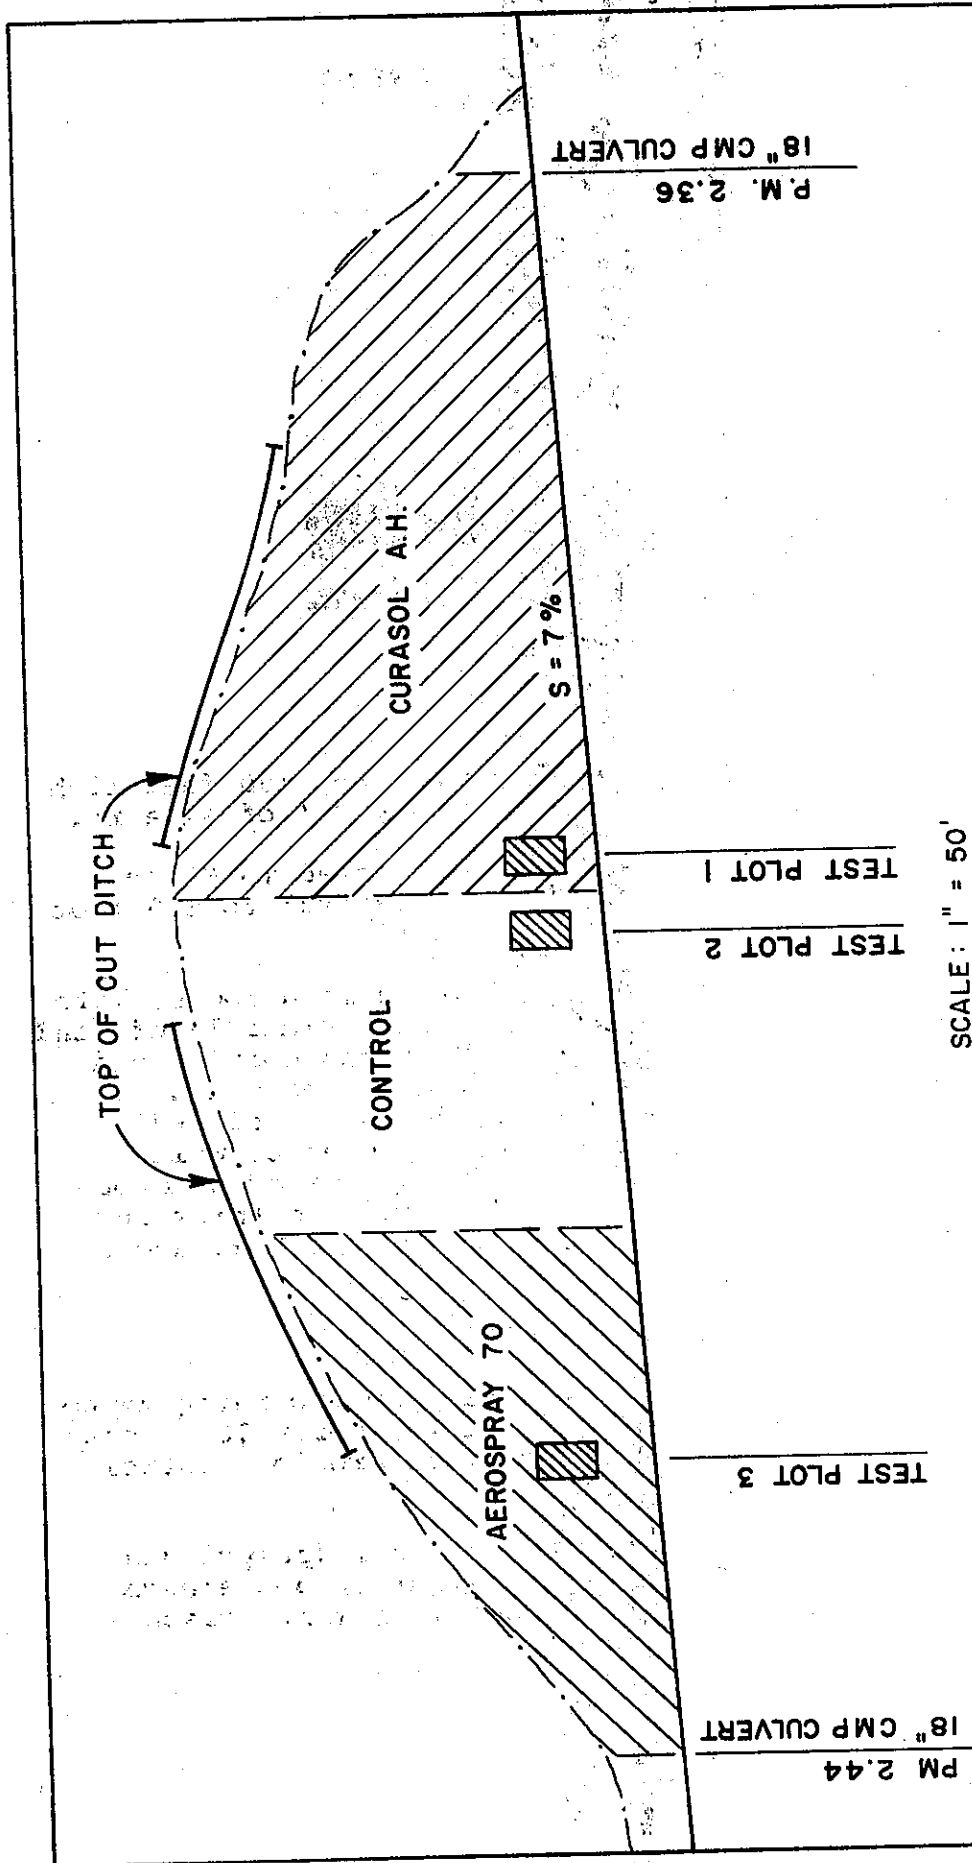 TOP OF CUT DITCH
CURASOL A.H.
CONTROL
AEROSPRAY 70
S = 7%
18" CMP CULVERT
PM 2.44
TEST PLOT 3
TEST PLOT 2
TEST PLOT 1
18" CMP CULVERT
P.M. 2.36
SCALE: 1" = 50'